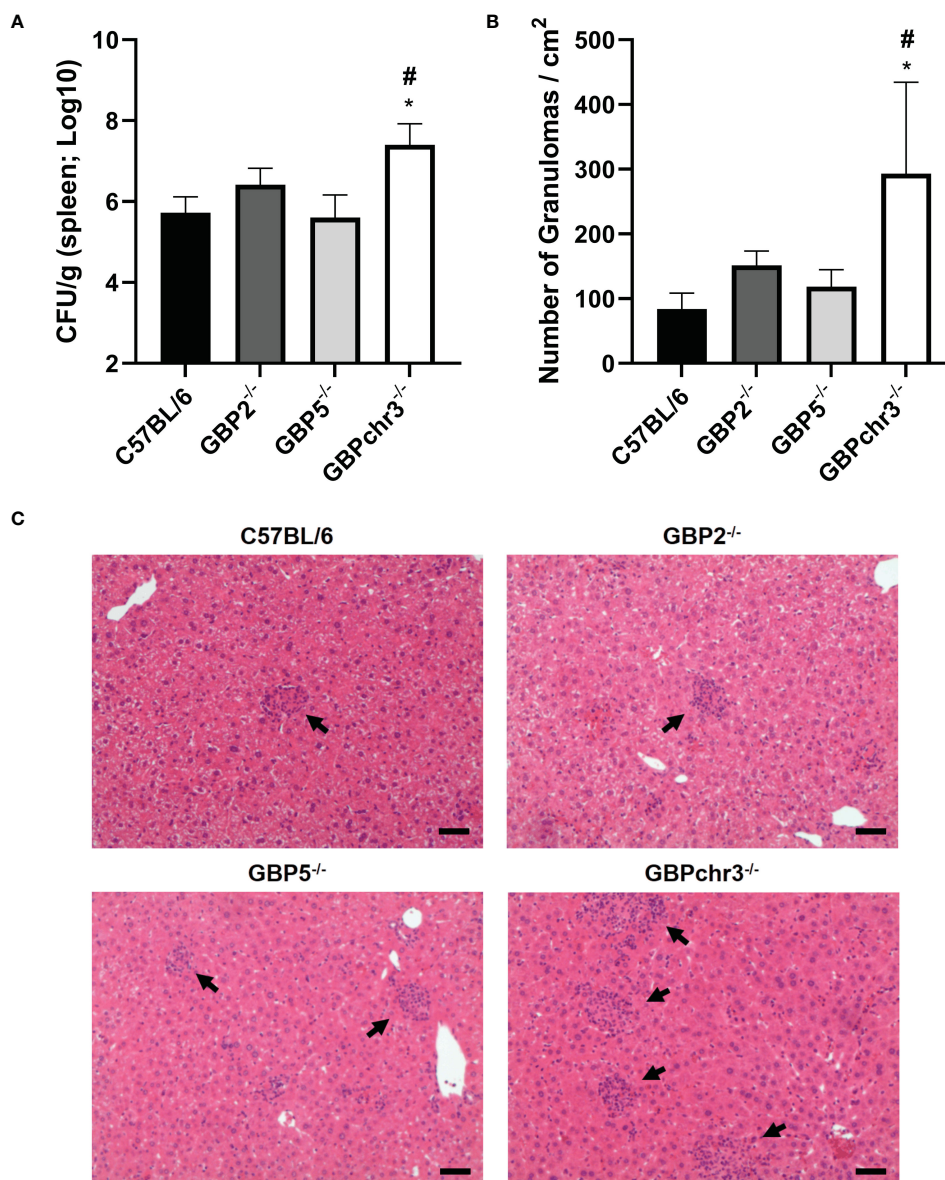 A
CFU/g (spleen; Log10)
10
8
6
4
2
#
*
C57BL/6
GBP2-/-
GBP5-/-
GBPchr3-/-
B
Number of Granulomas / cm2
500
400
300
200
100
0
#
*
C57BL/6
GBP2-/-
GBP5-/-
GBPchr3-/-
C
C57BL/6
GBP2-/-
GBP5-/-
GBPchr3-/-